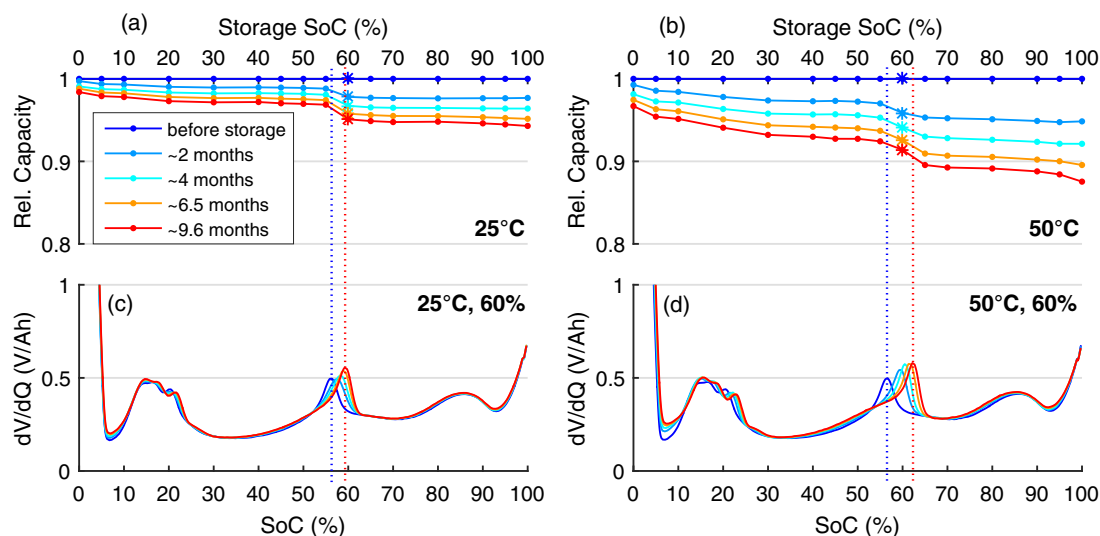 (a) Storage SoC (%)
0 10 20 30 40 50 60 70 80 90 100
1
0.9
0.8
Rel. Capacity
before storage
~2 months
~4 months
~6.5 months
~9.6 months
25°C
(b) Storage SoC (%)
0 10 20 30 40 50 60 70 80 90 100
1
0.9
0.8
Rel. Capacity
50°C
(c)
25°C, 60%
1
0.5
0
dV/dQ (V/Ah)
0 10 20 30 40 50 60 70 80 90 100
SoC (%)
(d)
50°C, 60%
1
0.5
0
dV/dQ (V/Ah)
0 10 20 30 40 50 60 70 80 90 100
SoC (%)